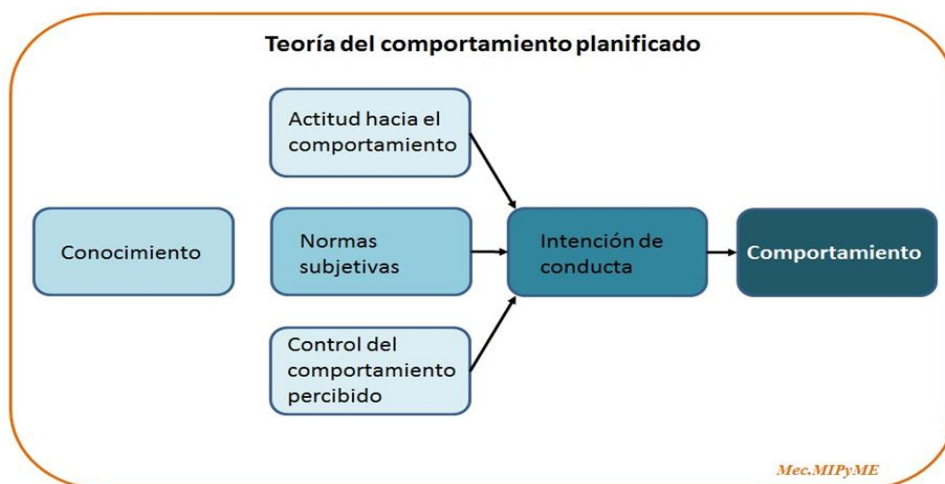 Teoría del comportamiento planificado
Actitud hacia el
comportamiento
Conocimiento
Normas
subjetivas
Intención de
conducta
Comportamiento
Control del
comportamiento
percibido
Mec.MIPyME